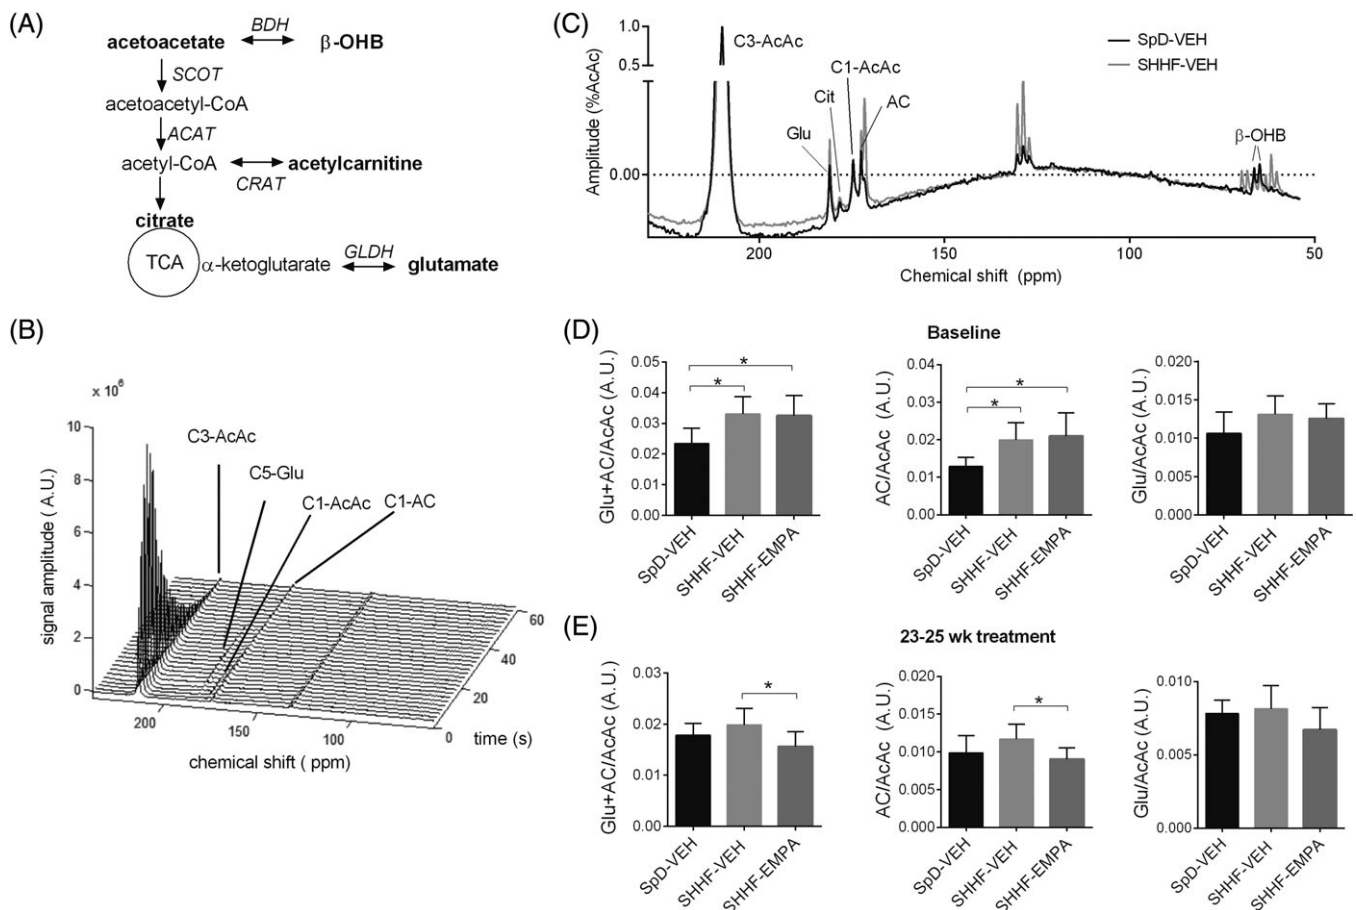 (A)
BDH
acetoacetate
β-OHB
SCOT
acetoacetyl-CoA
ACAT
acetyl-CoA
acetylcarnitine
CRAT
citrate
TCA
α-ketoglutarate
GLDH
glutamate
(B)
x 10^6
10
8
6
4
2
0
signal amplitude ( A.U.)
C3-AcAc
C5-Glu
C1-AcAc
C1-AC
200
150
100
chemical shift ( ppm)
0
20
40
60
time (s)
(C)
1.0
0.5
0.00
Amplitude (%AcAc)
C3-AcAc
Glu
Cit
C1-AcAc
AC
β-OHB
SpD-VEH
SHHF-VEH
200
150
100
50
Chemical shift (ppm)
(D)
Baseline
Glu+AC/AcAc (A.U.)
0.05
0.04
0.03
0.02
0.01
0.00
*
*
SpD-VEH
SHHF-VEH
SHHF-EMPA
AC/AcAc (A.U.)
0.04
0.03
0.02
0.01
0.00
*
*
SpD-VEH
SHHF-VEH
SHHF-EMPA
Glu/AcAc (A.U.)
0.020
0.015
0.010
0.005
0.000
SpD-VEH
SHHF-VEH
SHHF-EMPA
(E)
23-25 wk treatment
Glu+AC/AcAc (A.U.)
0.03
0.02
0.01
0.00
*
SpD-VEH
SHHF-VEH
SHHF-EMPA
AC/AcAc (A.U.)
0.020
0.015
0.010
0.005
0.000
*
SpD-VEH
SHHF-VEH
SHHF-EMPA
Glu/AcAc (A.U.)
0.010
0.005
0.000
SpD-VEH
SHHF-VEH
SHHF-EMPA